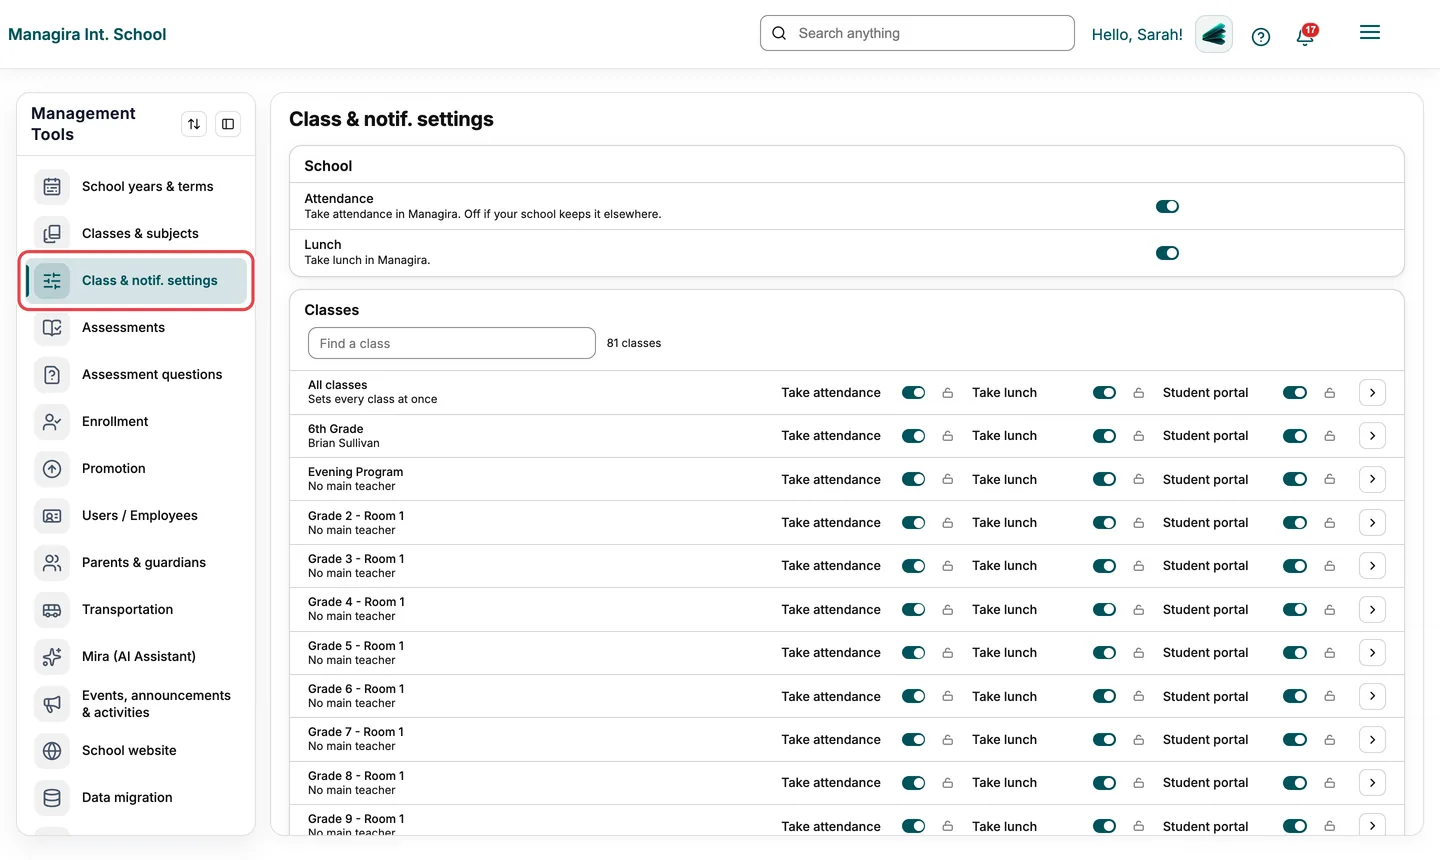 Managira Int. School
Search anything
Hello, Sarah!
17
Management
Tools
School years & terms
Classes & subjects
Class & notif. settings
Assessments
Assessment questions
Enrollment
Promotion
Users / Employees
Parents & guardians
Transportation
Mira (AI Assistant)
Events, announcements
& activities
School website
Data migration
Class & notif. settings
School
Attendance
Take attendance in Managira. Off if your school keeps it elsewhere.
Lunch
Take lunch in Managira.
Classes
Find a class
81 classes
All classes
Sets every class at once
Take attendance
Take lunch
Student portal
6th Grade
Brian Sullivan
Take attendance
Take lunch
Student portal
Evening Program
No main teacher
Take attendance
Take lunch
Student portal
Grade 2 - Room 1
No main teacher
Take attendance
Take lunch
Student portal
Grade 3 - Room 1
No main teacher
Take attendance
Take lunch
Student portal
Grade 4 - Room 1
No main teacher
Take attendance
Take lunch
Student portal
Grade 5 - Room 1
No main teacher
Take attendance
Take lunch
Student portal
Grade 6 - Room 1
No main teacher
Take attendance
Take lunch
Student portal
Grade 7 - Room 1
No main teacher
Take attendance
Take lunch
Student portal
Grade 8 - Room 1
No main teacher
Take attendance
Take lunch
Student portal
Grade 9 - Room 1
No main teacher
Take attendance
Take lunch
Student portal